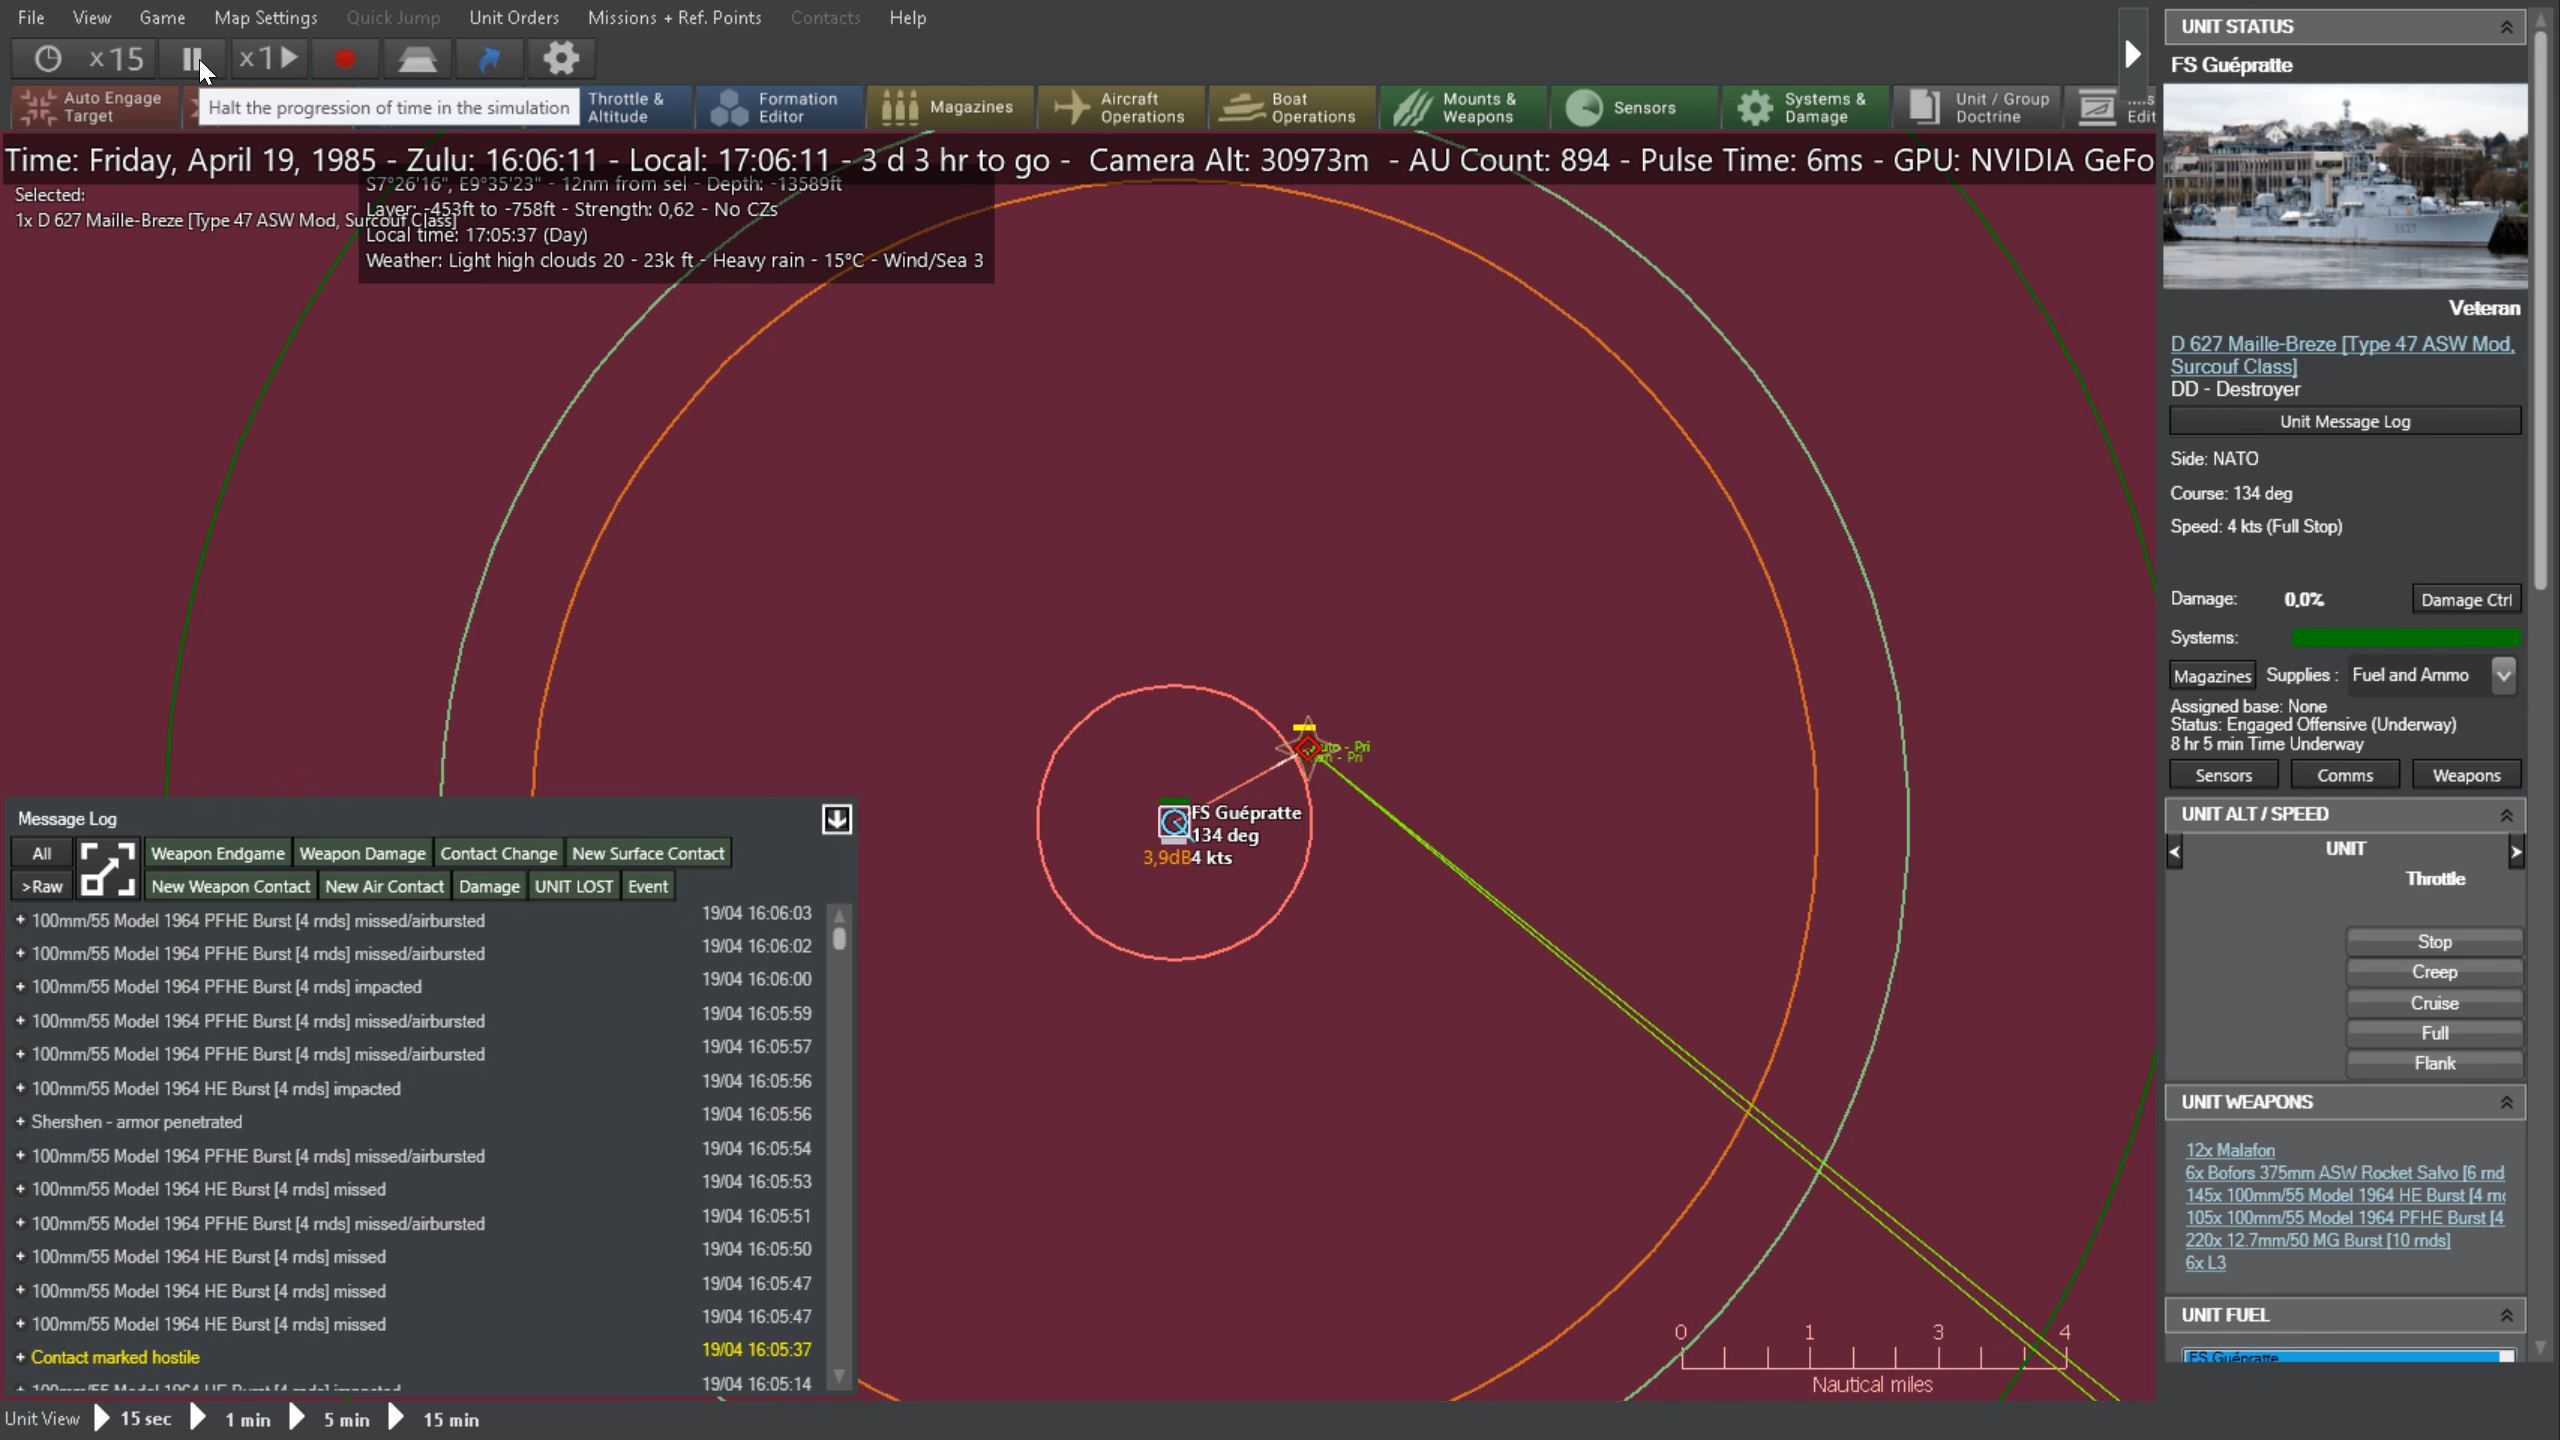 File View Game Map Settings Quick Jump Unit Orders Missions + Ref. Points Contacts Help
x15 x1
Auto Engage Target
Halt the progression of time in the simulation
Throttle & Altitude
Formation Editor
Magazines
Aircraft Operations
Boat Operations
Mounts & Weapons
Sensors
Systems & Damage
Unit / Group Doctrine
Time: Friday, April 19, 1985 - Zulu: 16:06:11 - Local: 17:06:11 - 3 d 3 hr to go - Camera Alt: 30973m - AU Count: 894 - Pulse Time: 6ms - GPU: NVIDIA GeFo
Selected:
1x D 627 Maille-Breze [Type 47 ASW Mod, Surcouf Class]
S7°26'16", E9°35'23" - 12nm from sel - Depth: -13589ft
Layer: -453ft to -758ft - Strength: 0,62 - No CZs
Local time: 17:05:37 (Day)
Weather: Light high clouds 20 - 23k ft - Heavy rain - 15°C - Wind/Sea 3
- Pri
- Pri
FS Guépratte
134 deg
3,9dB 4 kts
0 1 3 4
Nautical miles
Message Log
All Weapon Endgame Weapon Damage Contact Change New Surface Contact
>Raw New Weapon Contact New Air Contact Damage UNIT LOST Event
+ 100mm/55 Model 1964 PFHE Burst [4 rnds] missed/airbursted 19/04 16:06:03
+ 100mm/55 Model 1964 PFHE Burst [4 rnds] missed/airbursted 19/04 16:06:02
+ 100mm/55 Model 1964 PFHE Burst [4 rnds] impacted 19/04 16:06:00
+ 100mm/55 Model 1964 PFHE Burst [4 rnds] missed/airbursted 19/04 16:05:59
+ 100mm/55 Model 1964 PFHE Burst [4 rnds] missed/airbursted 19/04 16:05:57
+ 100mm/55 Model 1964 HE Burst [4 rnds] impacted 19/04 16:05:56
+ Shershen - armor penetrated 19/04 16:05:56
+ 100mm/55 Model 1964 PFHE Burst [4 rnds] missed/airbursted 19/04 16:05:54
+ 100mm/55 Model 1964 HE Burst [4 rnds] missed 19/04 16:05:53
+ 100mm/55 Model 1964 PFHE Burst [4 rnds] missed/airbursted 19/04 16:05:51
+ 100mm/55 Model 1964 HE Burst [4 rnds] missed 19/04 16:05:50
+ 100mm/55 Model 1964 HE Burst [4 rnds] missed 19/04 16:05:47
+ 100mm/55 Model 1964 HE Burst [4 rnds] missed 19/04 16:05:47
+ Contact marked hostile 19/04 16:05:37
+ 100mm/55 Model 1964 HE Burst [4 rnds] impacted 19/04 16:05:14
Unit View 15 sec 1 min 5 min 15 min
UNIT STATUS
FS Guépratte
Veteran
D 627 Maille-Breze [Type 47 ASW Mod,
Surcouf Class]
DD - Destroyer
Unit Message Log
Side: NATO
Course: 134 deg
Speed: 4 kts (Full Stop)
Damage: 0,0% Damage Ctrl
Systems:
Magazines Supplies : Fuel and Ammo
Assigned base: None
Status: Engaged Offensive (Underway)
8 hr 5 min Time Underway
Sensors Comms Weapons
UNIT ALT / SPEED
< UNIT >
Throttle
Stop
Creep
Cruise
Full
Flank
UNIT WEAPONS
12x Malafon
6x Bofors 375mm ASW Rocket Salvo [6 rnd
145x 100mm/55 Model 1964 HE Burst [4 rn
105x 100mm/55 Model 1964 PFHE Burst [4
220x 12.7mm/50 MG Burst [10 rnds]
6x L3
UNIT FUEL
FS Guépratte